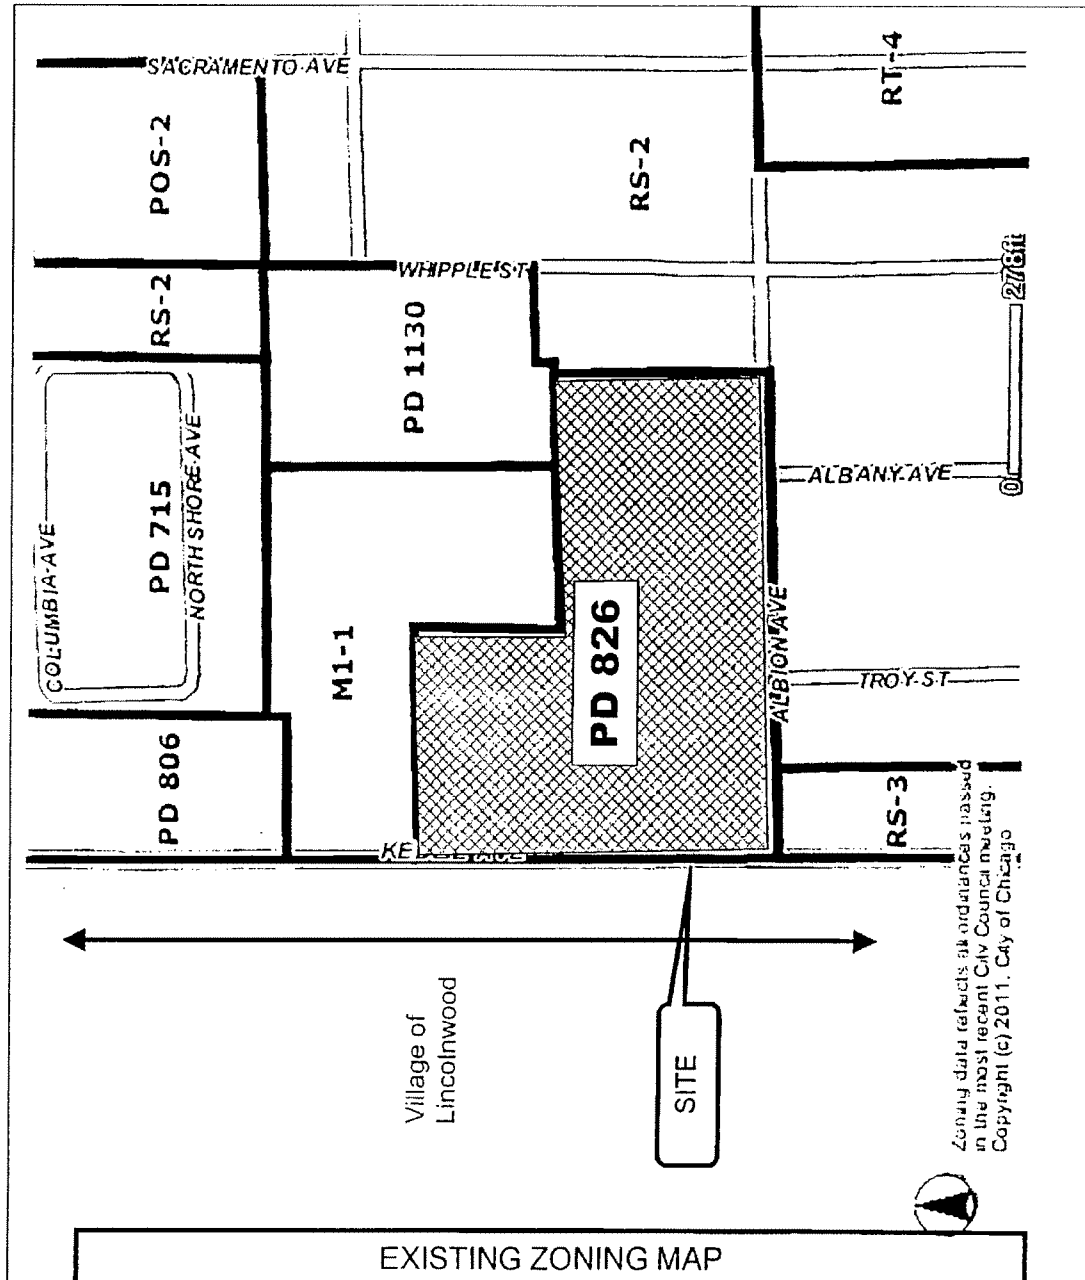 SACRAMENTO AVE
RT-4
POS-2
RS-2
WHIPPLE ST
RS-2
PD 1130
278ft
0
COLUMBIA AVE
PD 715
NORTH SHORE AVE
ALBANY AVE
M1-1
PD 826
ALBION AVE
TROY ST
PD 806
RS-3
Village of
Lincolnwood
SITE
Zoning data reflects all ordinances passed
in the most recent City Council meeting.
Copyright (c) 2011. City of Chicago
EXISTING ZONING MAP